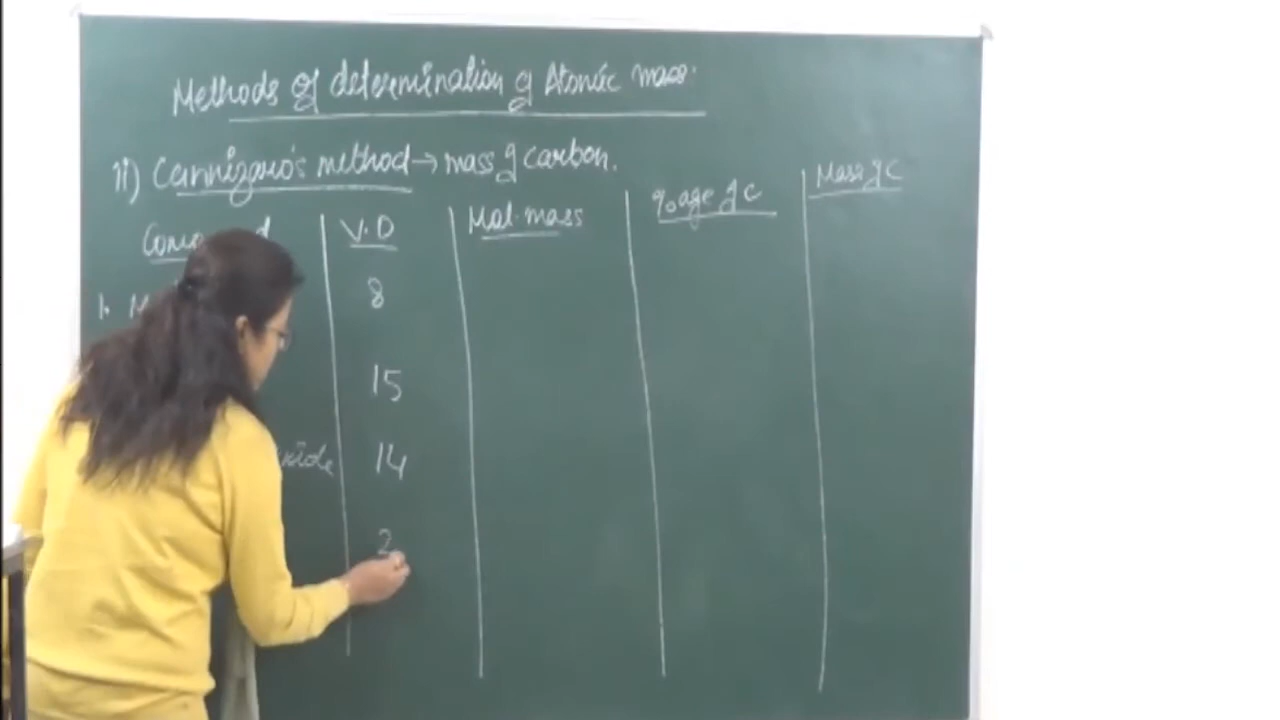 Methods of determination of Atomic mass.
ii) Cannizaro's method → mass of carbon.
V.D
Mol. mass
%age of C
Mass of C
1.
8
15
14
2